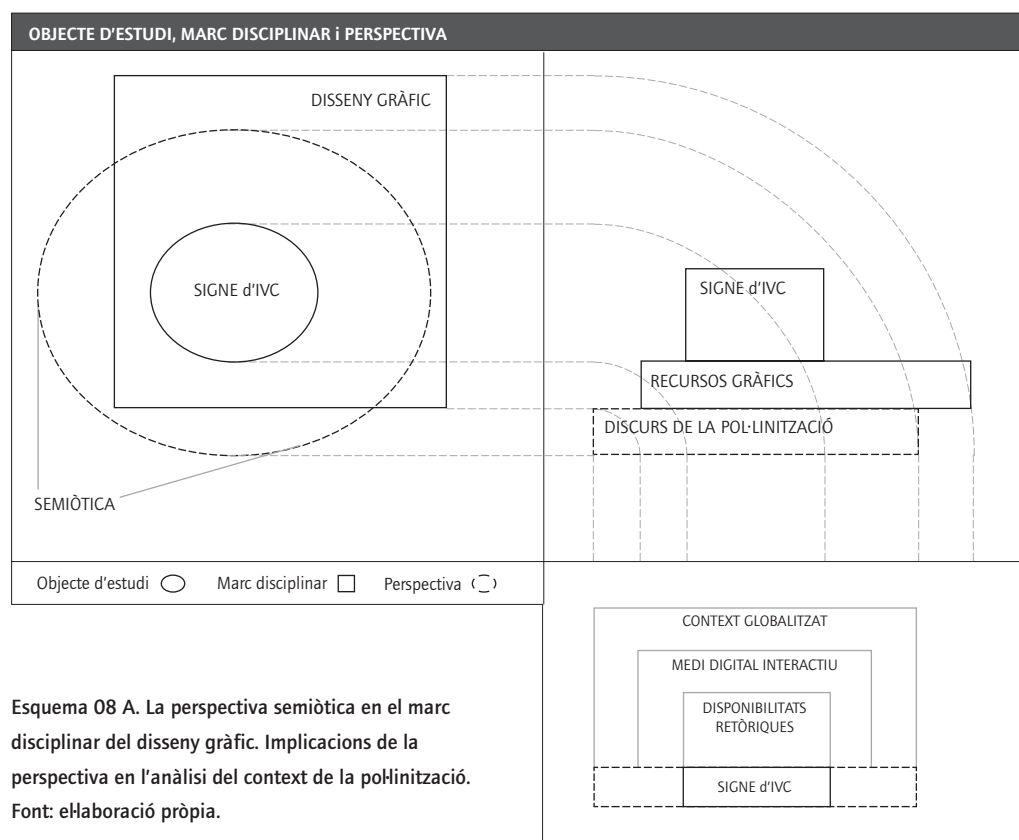 OBJECTE D'ESTUDI, MARC DISCIPLINAR i PERSPECTIVA
DISSENY GRÀFIC
SIGNE d'IVC
SEMIÒTICA
SIGNE d'IVC
RECURSOS GRÀFICS
DISCURS DE LA POL·LINITZACIÓ
Objecte d'estudi
Marc disciplinar
Perspectiva
CONTEXT GLOBALITZAT
MEDI DIGITAL INTERACTIU
DISPONIBILITATS
RETÒRIQUES
SIGNE d'IVC
Esquema 08 A. La perspectiva semiòtica en el marc
disciplinar del disseny gràfic. Implicacions de la
perspectiva en l'anàlisi del context de la pol·linització.
Font: el·laboració pròpia.